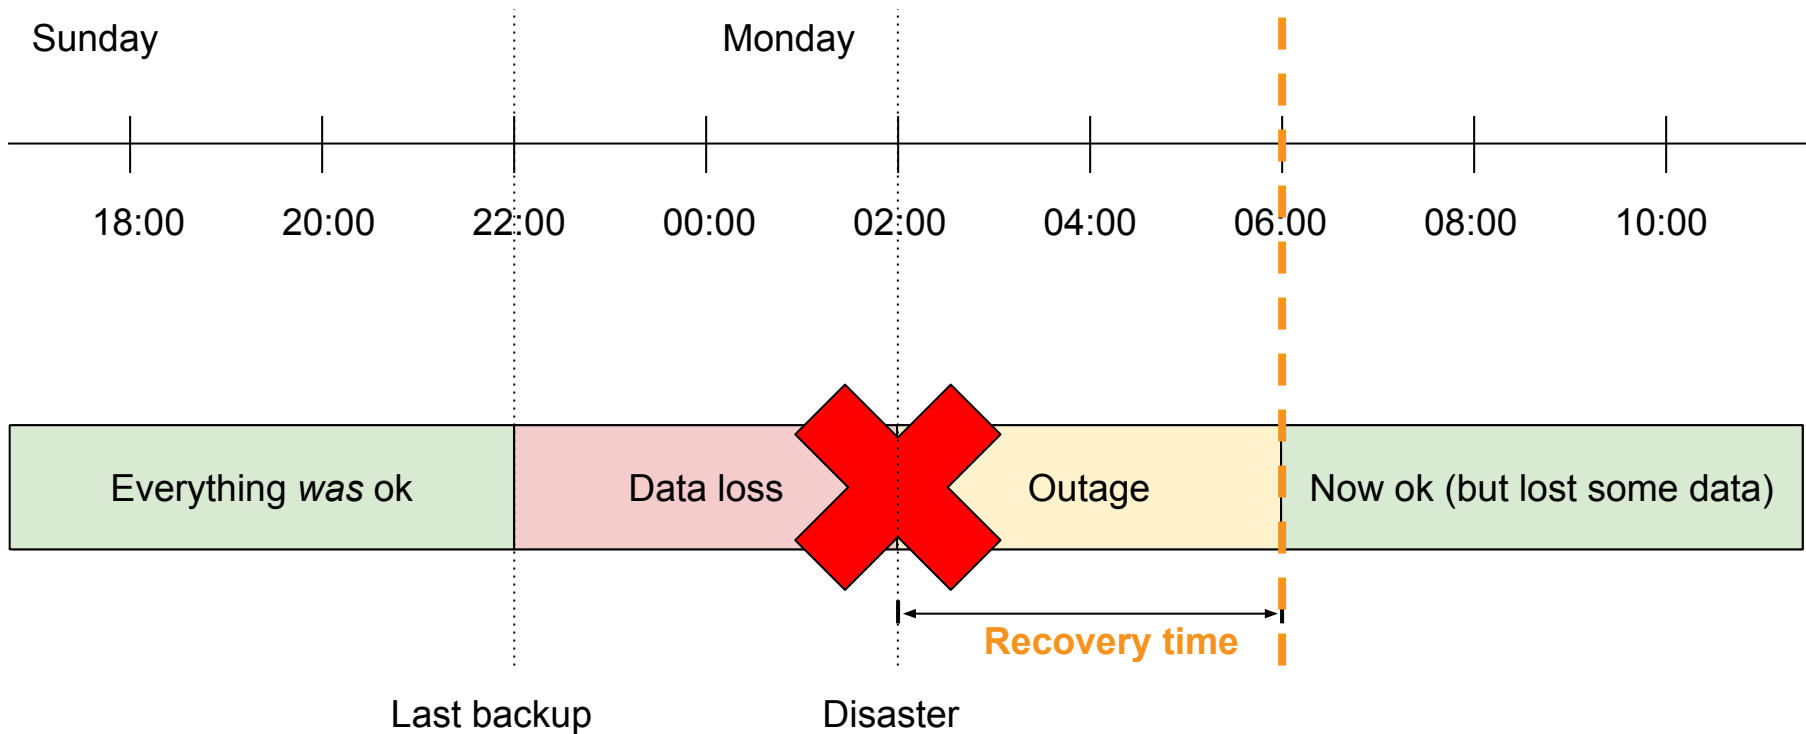 Sunday
Monday
18:00
20:00
22:00
00:00
02:00
04:00
06:00
08:00
10:00
Everything was ok
Data loss
Outage
Now ok (but lost some data)
Recovery time
Last backup
Disaster